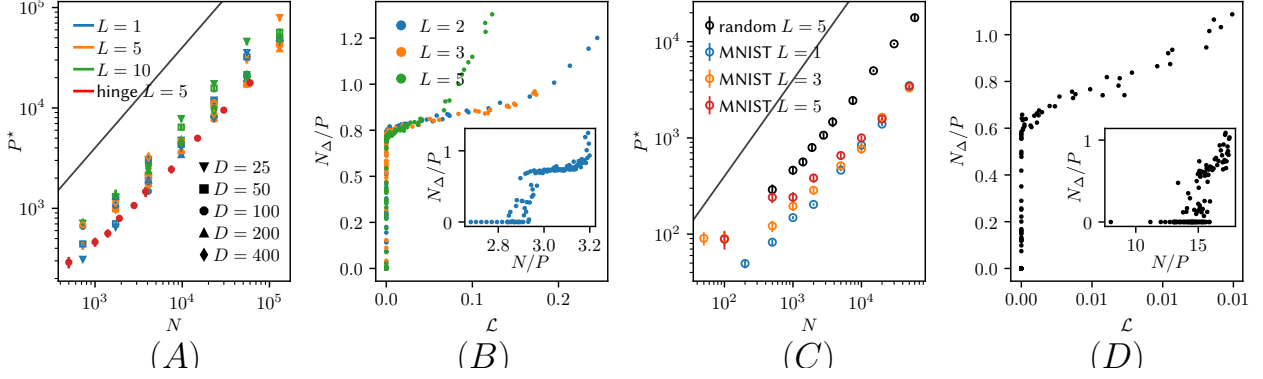 10^5
10^4
10^3
P*
L = 1
L = 5
L = 10
hinge L = 5
D = 25
D = 50
D = 100
D = 200
D = 400
10^3
10^4
10^5
N
(A)
1.2
1.0
0.8
0.5
0.2
0.0
N_Δ/P
L = 2
L = 3
L = 5
1
0
N_Δ/P
2.8
3.0
3.2
N/P
0.0
0.1
0.2
ℒ
(B)
10^4
10^3
10^2
P*
random L = 5
MNIST L = 1
MNIST L = 3
MNIST L = 5
10^2
10^3
10^4
N
(C)
1.0
0.8
0.6
0.4
0.2
0.0
N_Δ/P
1
0
N_Δ/P
10
15
N/P
0.00
0.01
0.01
0.01
ℒ
(D)